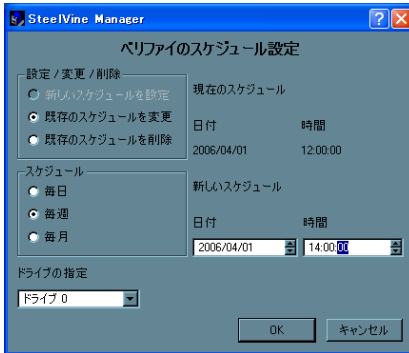 SteelVine Manager
ベリファイのスケジュール設定
設定 / 変更 / 削除
新しいスケジュールを設定
既存のスケジュールを変更
既存のスケジュールを削除
現在のスケジュール
日付 時間
2006/04/01 12:00:00
スケジュール
毎日
毎週
毎月
新しいスケジュール
日付 時間
2006/04/01 14:00:00
ドライブの指定
ドライブ 0
OK キャンセル